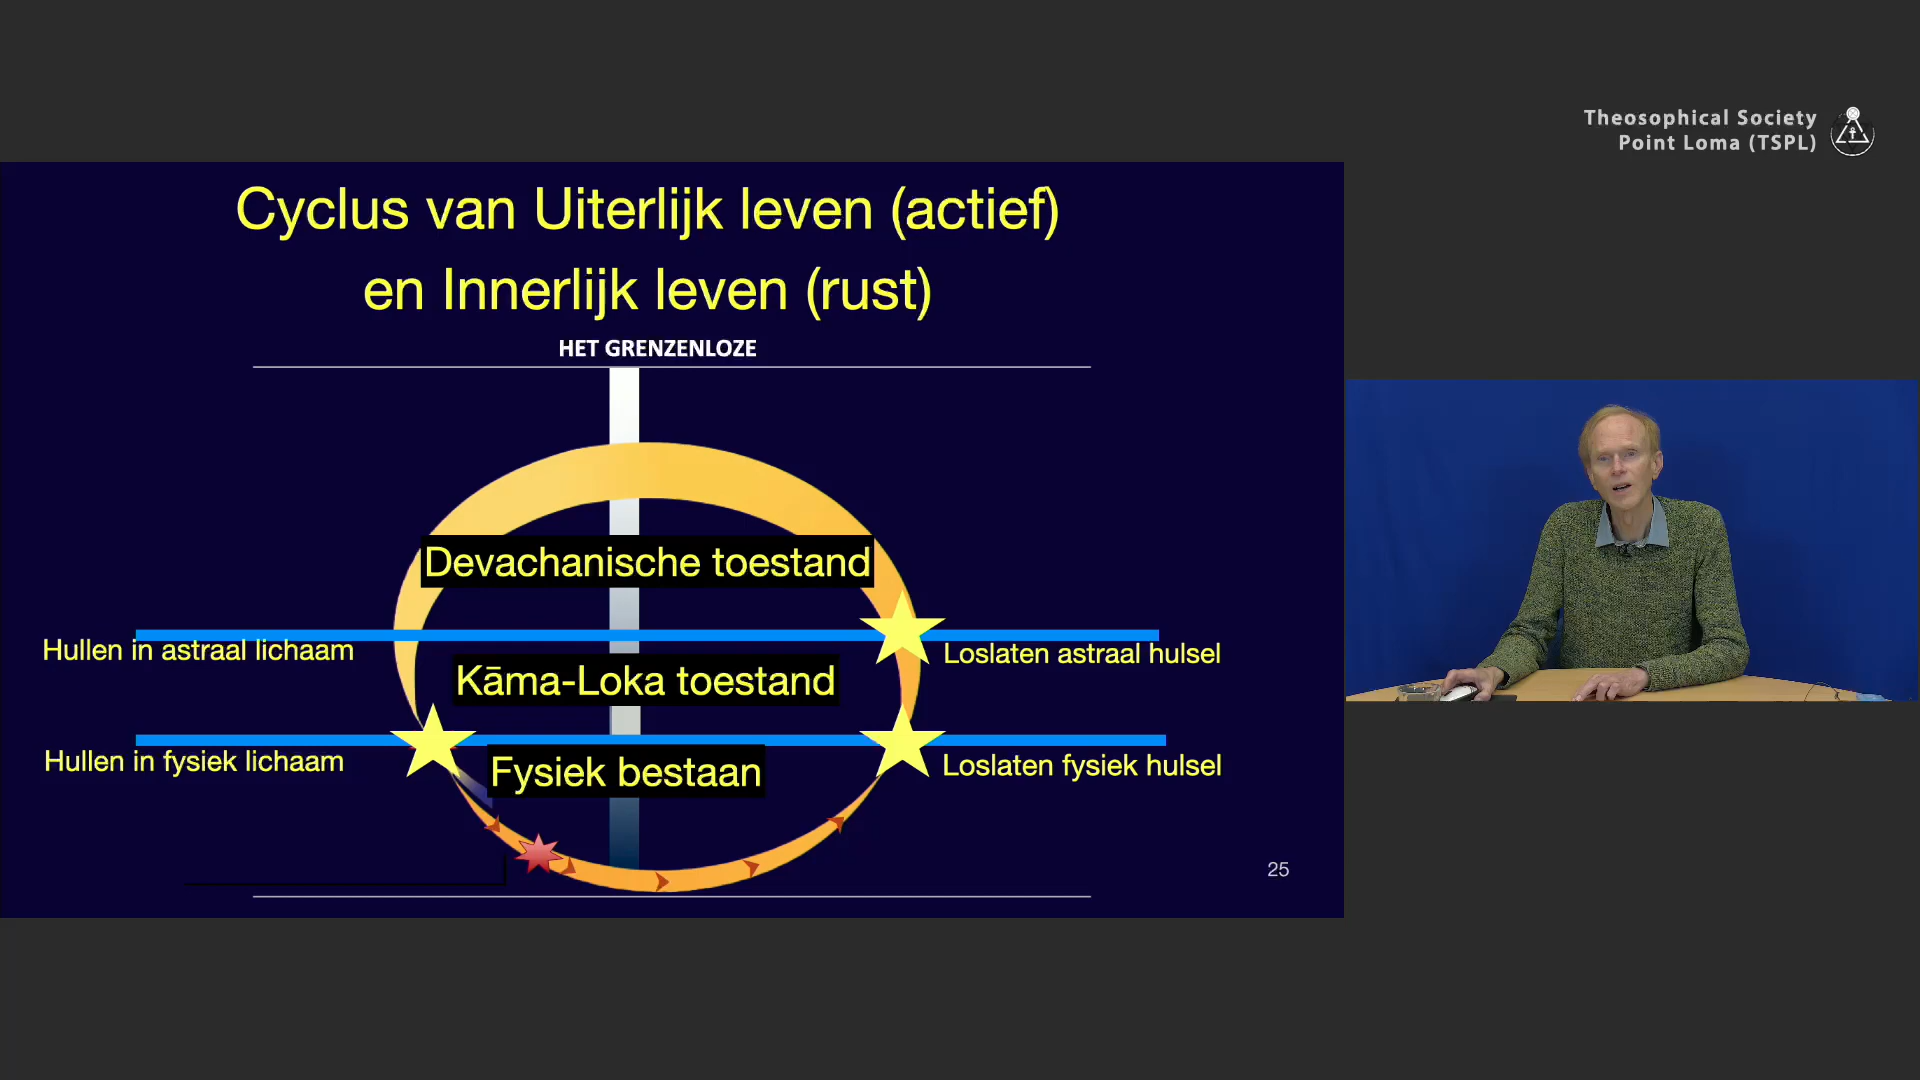 Theosophical Society
Point Loma (TSPL)
Cyclus van Uiterlijk leven (actief)
en Innerlijk leven (rust)
HET GRENZENLOZE
Devachanische toestand
Hullen in astraal lichaam
Loslaten astraal hulsel
Kāma-Loka toestand
Hullen in fysiek lichaam
Fysiek bestaan
Loslaten fysiek hulsel
25